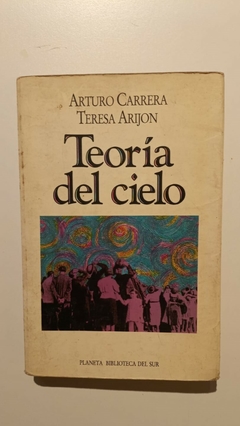 ARTURO CARRERA
TERESA ARIJON
Teoría
del cielo
PLANETA BIBLIOTECA DEL SUR